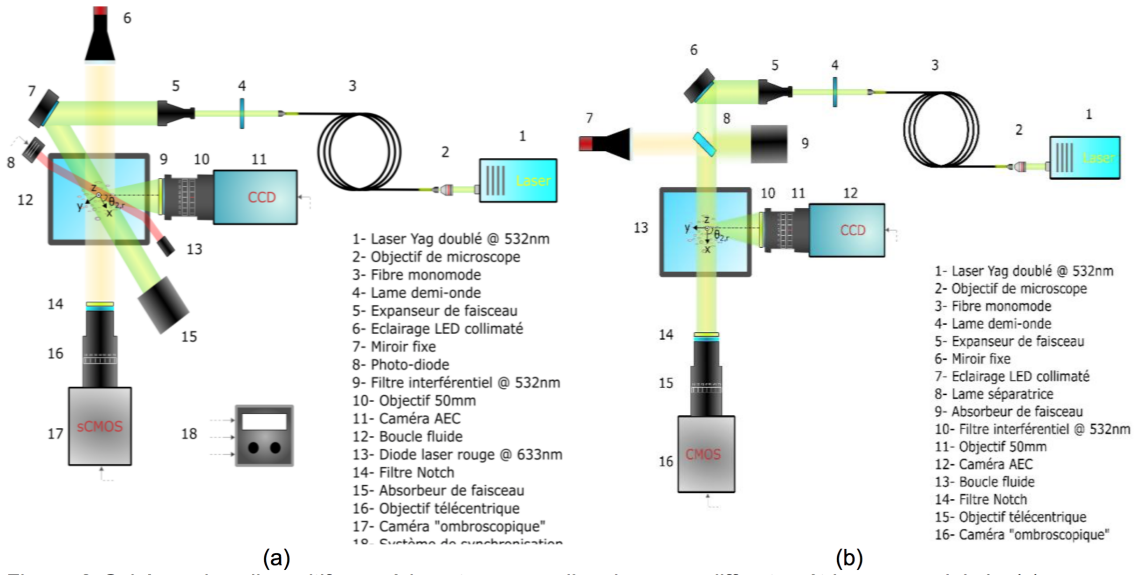 6
7
5
4
3
1
2
Laser
8
9
10
11
12
CCD
z
y
x
θ2,r
13
14
15
16
17
sCMOS
18
1- Laser Yag doublé @ 532nm
2- Objectif de microscope
3- Fibre monomode
4- Lame demi-onde
5- Expanseur de faisceau
6- Eclairage LED collimaté
7- Miroir fixe
8- Photo-diode
9- Filtre interférentiel @ 532nm
10- Objectif 50mm
11- Caméra AEC
12- Boucle fluide
13- Diode laser rouge @ 633nm
14- Filtre Notch
15- Absorbeur de faisceau
16- Objectif télécentrique
17- Caméra "ombroscopique"
18- Système de synchronisation
(a)
6
5
4
3
1
2
Laser
7
8
9
10
11
12
CCD
13
z
y
x
θ2,r
14
15
16
CMOS
1- Laser Yag doublé @ 532nm
2- Objectif de microscope
3- Fibre monomode
4- Lame demi-onde
5- Expanseur de faisceau
6- Miroir fixe
7- Eclairage LED collimaté
8- Lame séparatrice
9- Absorbeur de faisceau
10- Filtre interférentiel @ 532nm
11- Objectif 50mm
12- Caméra AEC
13- Boucle fluide
14- Filtre Notch
15- Objectif télécentrique
16- Caméra "ombroscopique"
(b)